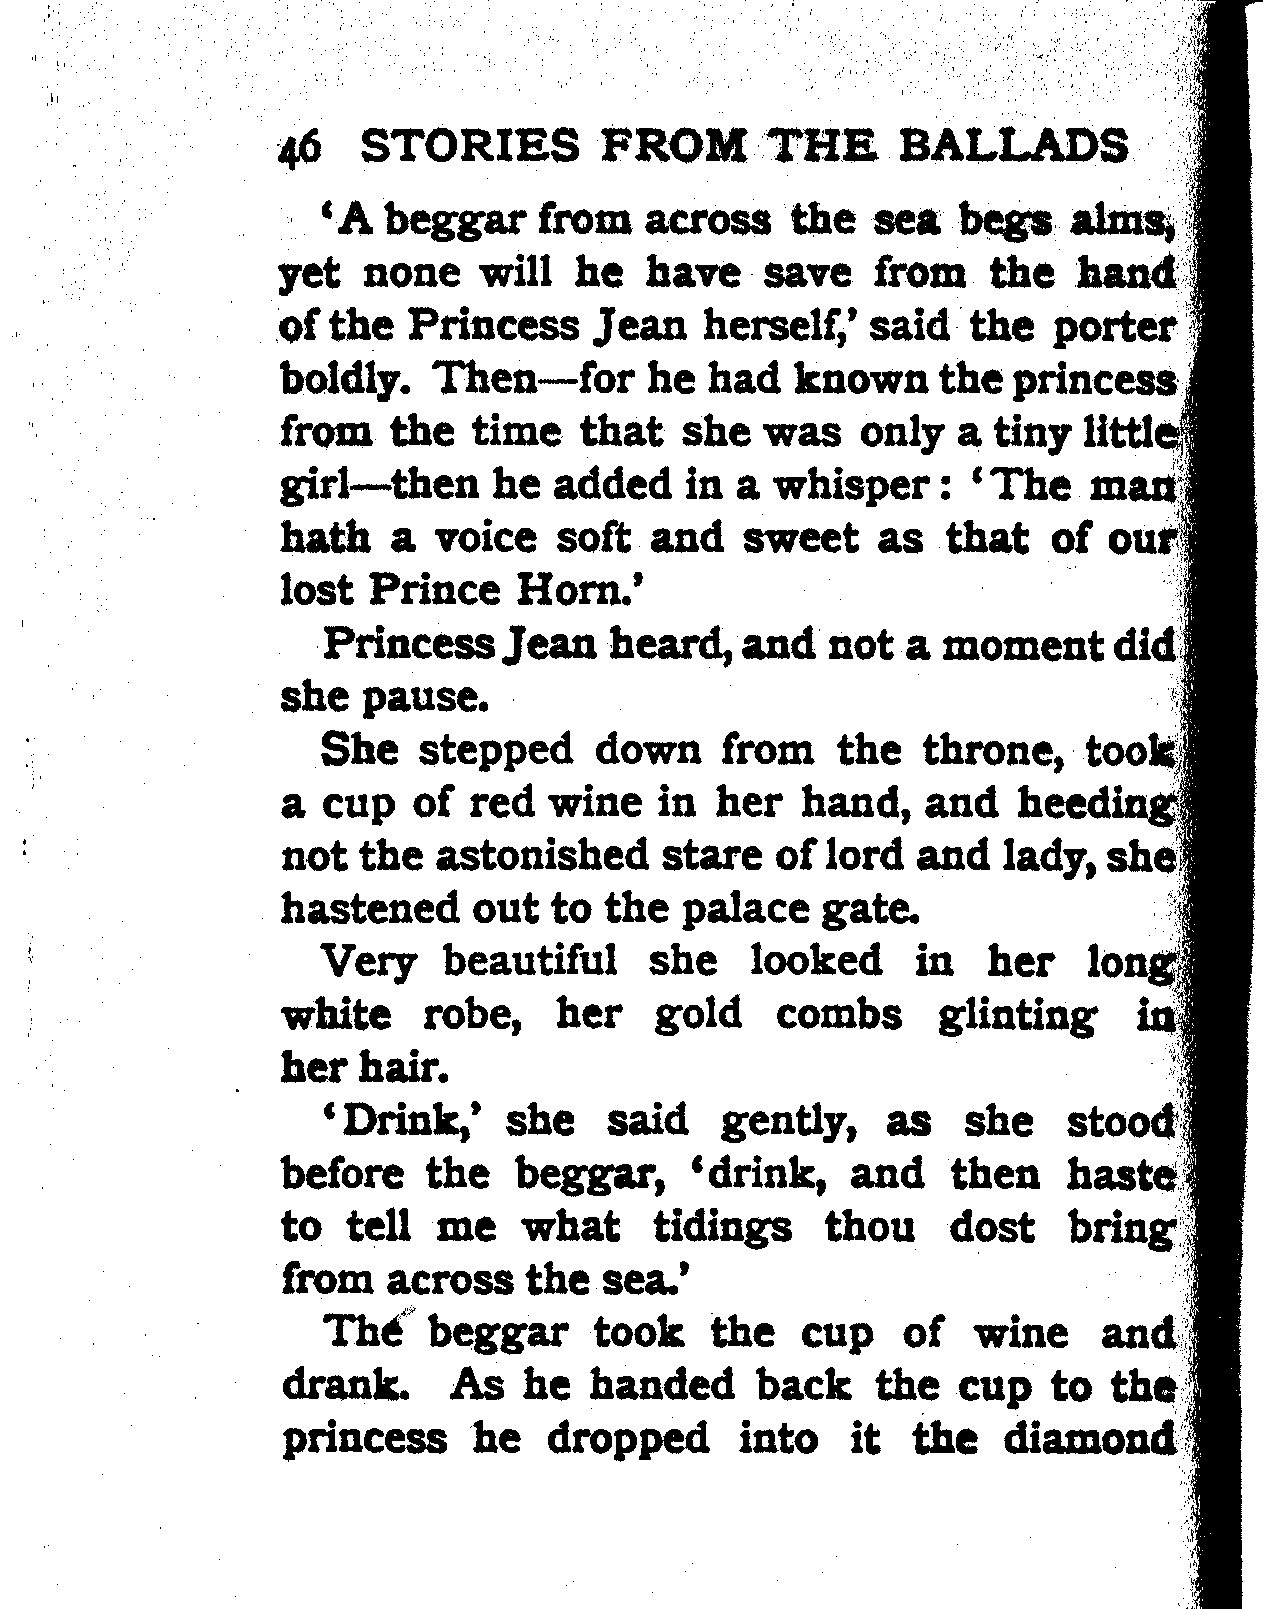 46 STORIES FROM THE BALLADS
‘A beggar from across the sea begs alms,
yet none will he have save from the hand
of the Princess Jean herself,’ said the porter
boldly. Then—for he had known the princess
from the time that she was only a tiny little
girl—then he added in a whisper: ‘The man
hath a voice soft and sweet as that of our
lost Prince Horn.’
Princess Jean heard, and not a moment did
she pause.
She stepped down from the throne, took
a cup of red wine in her hand, and heeding
not the astonished stare of lord and lady, she
hastened out to the palace gate.
Very beautiful she looked in her long
white robe, her gold combs glinting in
her hair.
‘Drink,’ she said gently, as she stood
before the beggar, ‘drink, and then haste
to tell me what tidings thou dost bring
from across the sea.’
The beggar took the cup of wine and
drank. As he handed back the cup to the
princess he dropped into it the diamond